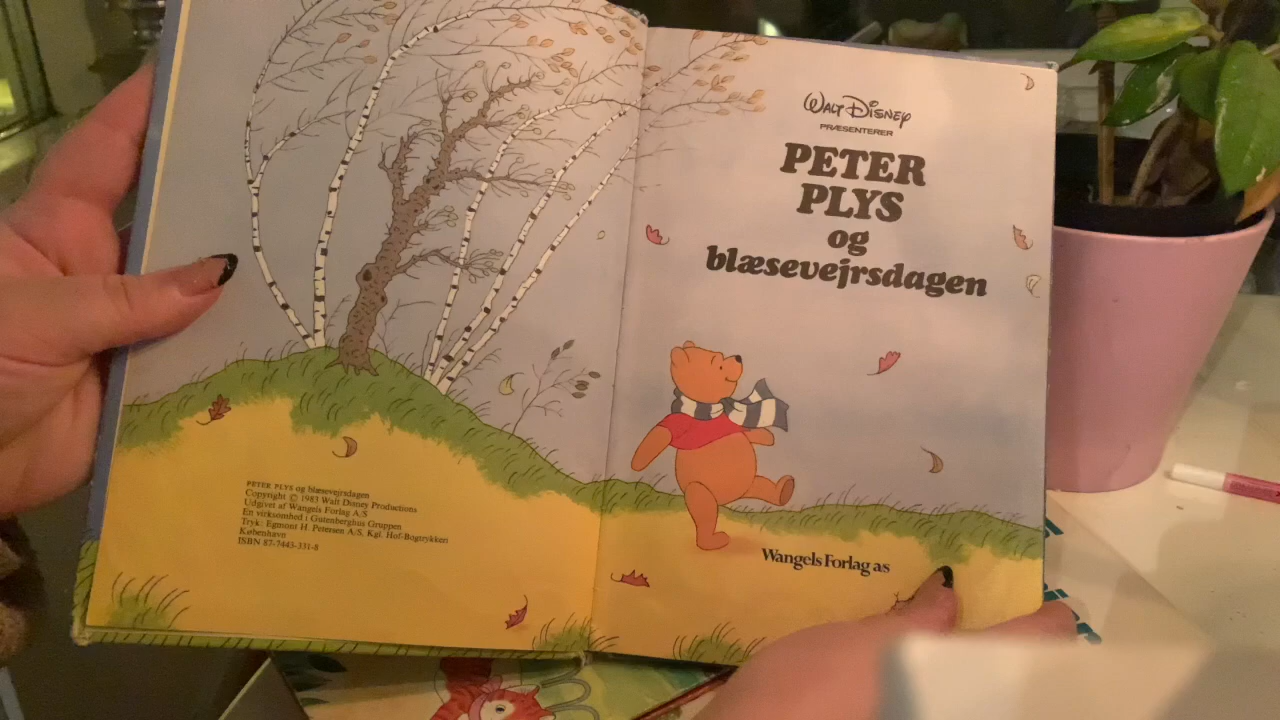 PETER PLYS og blæsevejrsdagen
Copyright © 1983 Walt Disney Productions
Udgivet af Wangels Forlag A/S
En virksomhed i Gutenberghus Gruppen
Tryk: Egmont H. Petersen A/S, Kgl. Hof-Bogtrykkeri
København
ISBN 87-7443-331-8
WALT DISNEY
PRÆSENTERER
PETER
PLYS
og
blæsevejrsdagen
Wangels Forlag a/s